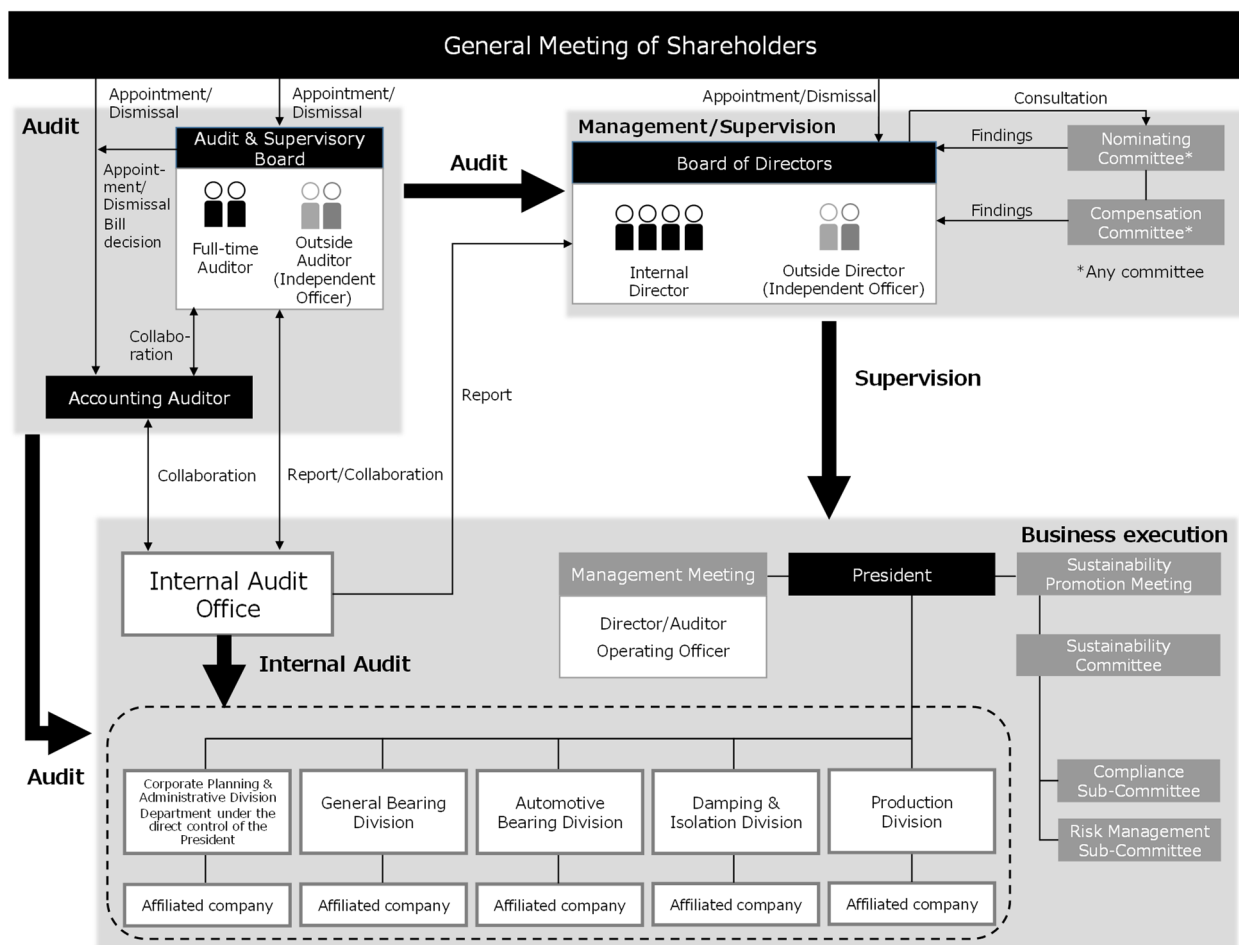 General Meeting of Shareholders
Appointment/
Dismissal
Appointment/
Dismissal
Appointment/Dismissal
Consultation
Audit
Audit & Supervisory
Board
Appoint-
ment/
Dismissal
Bill
decision
Full-time
Auditor
Outside
Auditor
(Independent
Officer)
Collabo-
ration
Accounting Auditor
Audit
Management/Supervision
Board of Directors
Internal
Director
Outside Director
(Independent Officer)
Findings
Nominating
Committee*
Findings
Compensation
Committee*
*Any committee
Supervision
Report
Collaboration
Report/Collaboration
Business execution
Internal Audit
Office
Internal Audit
Audit
Management Meeting
Director/Auditor
Operating Officer
President
Sustainability
Promotion Meeting
Sustainability
Committee
Compliance
Sub-Committee
Risk Management
Sub-Committee
Corporate Planning &
Administrative Division
Department under the
direct control of the
President
General Bearing
Division
Automotive
Bearing Division
Damping &
Isolation Division
Production
Division
Affiliated company
Affiliated company
Affiliated company
Affiliated company
Affiliated company